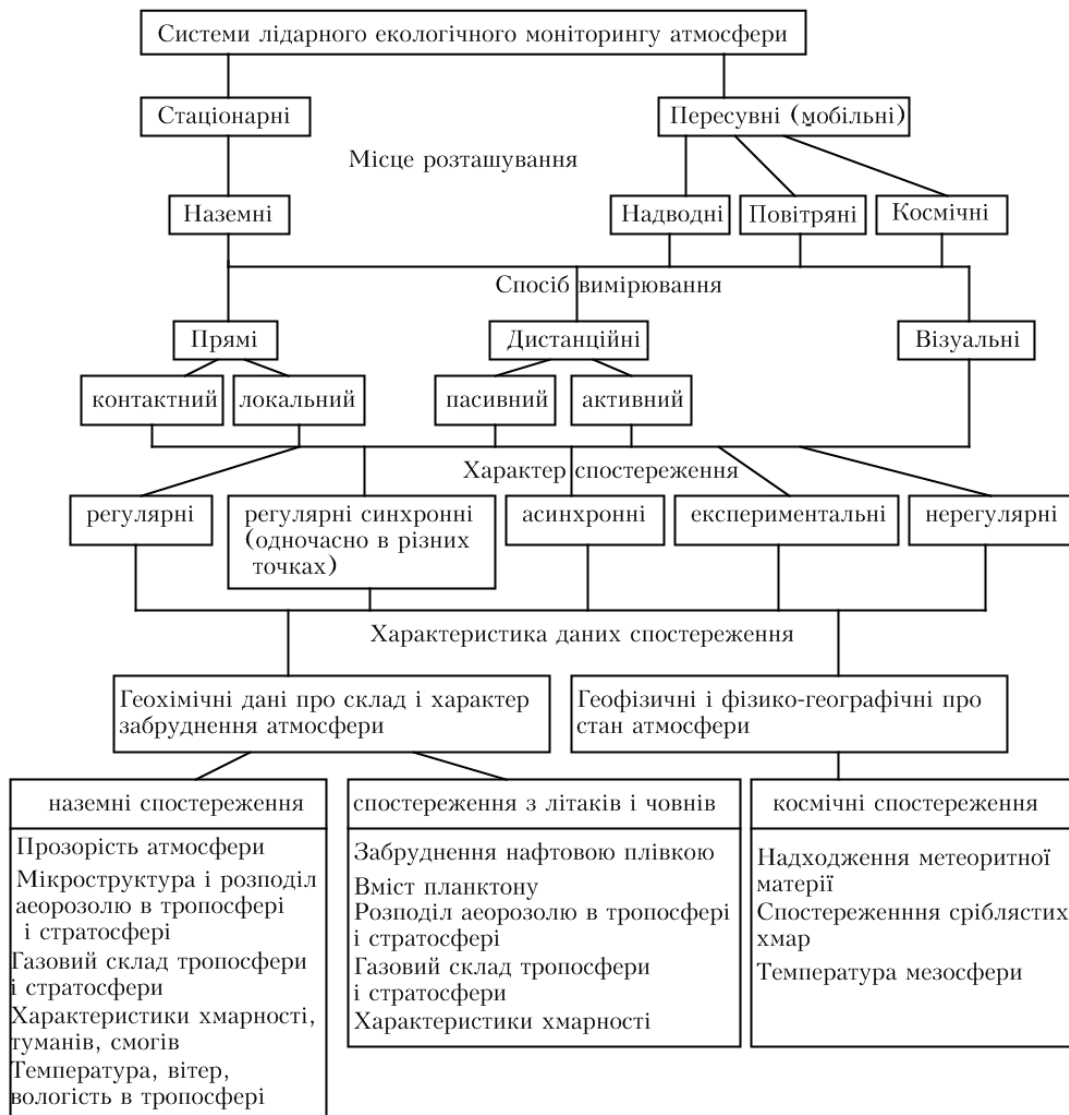 Системи лідарного екологічного моніторингу атмосфери
Стаціонарні
Пересувні (мобільні)
Місце розташування
Наземні
Надводні
Повітряні
Космічні
Спосіб вимірювання
Прямі
Дистанційні
Візуальні
контактний
локальний
пасивний
активний
Характер спостереження
регулярні
регулярні синхронні
(одночасно в різних
точках)
асинхронні
експериментальні
нерегулярні
Характеристика даних спостереження
Геохімічні дані про склад і характер
забруднення атмосфери
Геофізичні і фізико-географічні про
стан атмосфери
наземні спостереження
Прозорість атмосфери
Мікроструктура і розподіл
аеорозолю в тропосфері
і стратосфері
Газовий склад тропосфери
і стратосфери
Характеристики хмарності,
туманів, смогів
Температура, вітер,
вологість в тропосфері
спостереження з літаків і човнів
Забруднення нафтовою плівкою
Вміст планктону
Розподіл аеорозолю в тропосфері
і стратосфері
Газовий склад тропосфери
і стратосфери
Характеристики хмарності
космічні спостереження
Надходження метеоритної
матерії
Спостереженння сріблястих
хмар
Температура мезосфери